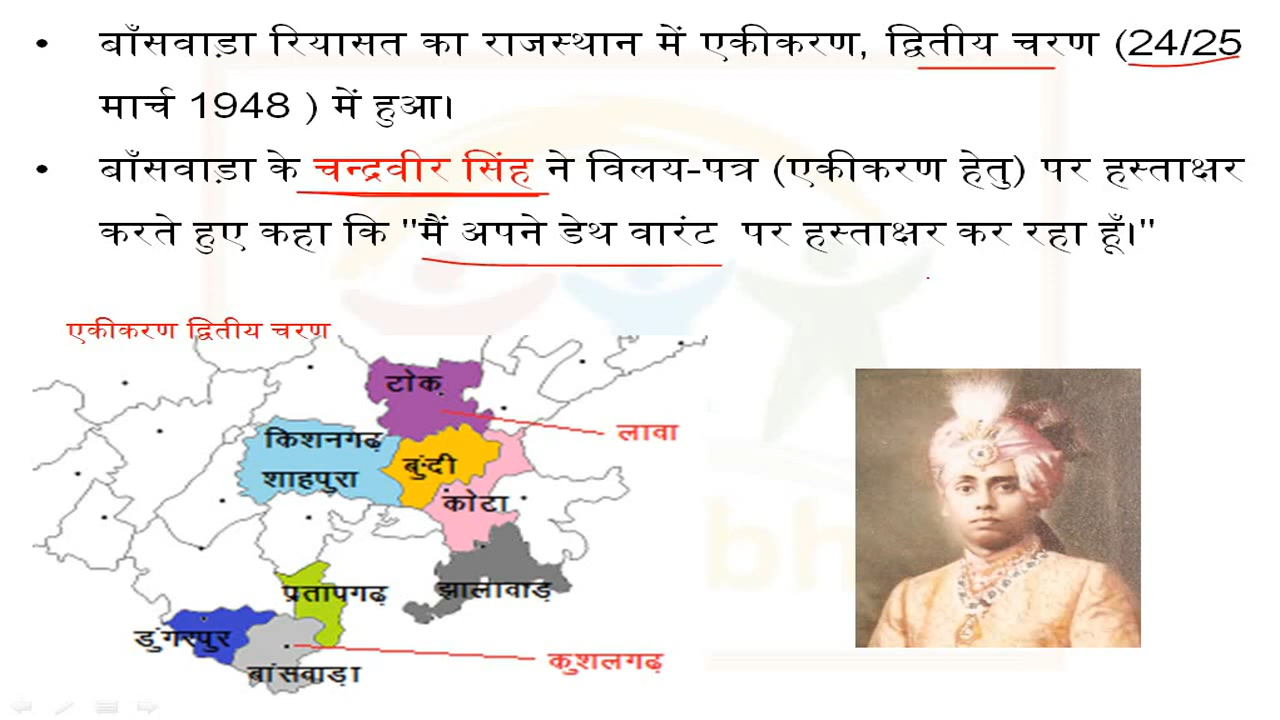 • बाँसवाड़ा रियासत का राजस्थान में एकीकरण, द्वितीय चरण (24/25
मार्च 1948 ) में हुआ।
• बाँसवाड़ा के चन्द्रवीर सिंह ने विलय-पत्र (एकीकरण हेतु) पर हस्ताक्षर
करते हुए कहा कि "मैं अपने डेथ वारंट पर हस्ताक्षर कर रहा हूँ।"
एकीकरण द्वितीय चरण
टोंक
लावा
किशनगढ़
शाहपुरा
बुंदी
कोटा
प्रतापगढ़
झालावाड़
डुंगरपुर
बांसवाड़ा
कुशलगढ़
bh